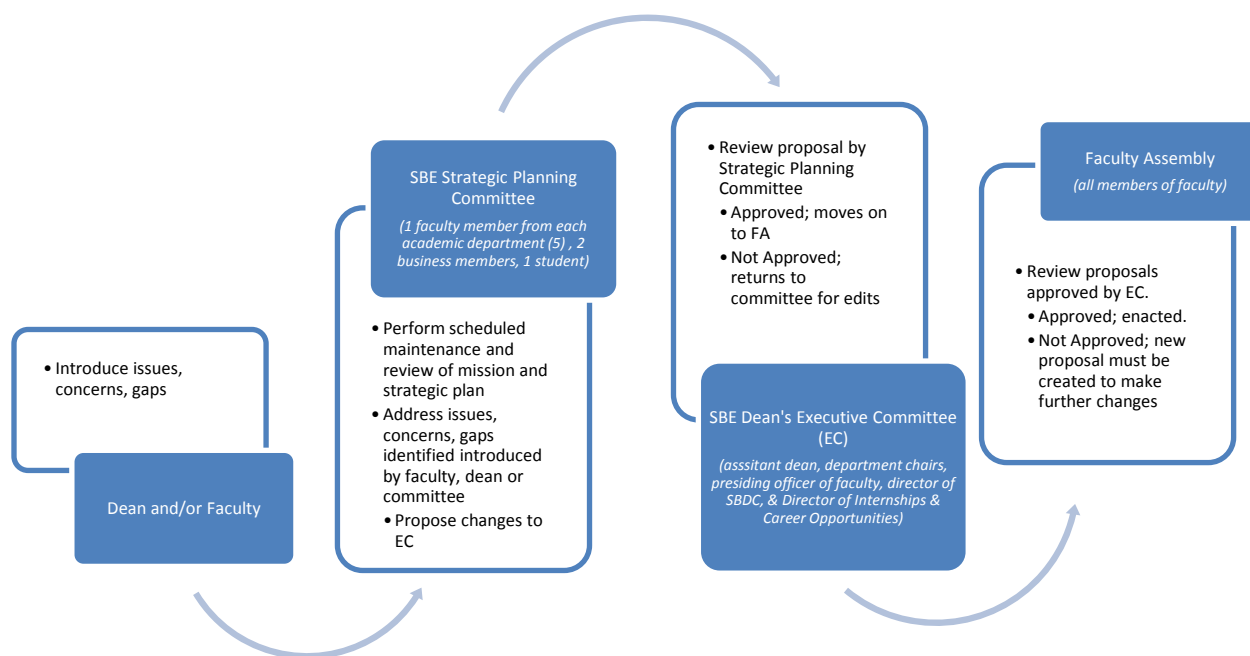 • Introduce issues,
concerns, gaps
Dean and/or Faculty
SBE Strategic Planning
Committee
(1 faculty member from each
academic department (5) , 2
business members, 1 student)
• Perform scheduled
maintenance and
review of mission and
strategic plan
• Address issues,
concerns, gaps
identified introduced
by faculty, dean or
committee
• Propose changes to
EC
• Review proposal by
Strategic Planning
Committee
• Approved; moves on
to FA
• Not Approved;
returns to
committee for edits
SBE Dean's Executive Committee
(EC)
(asssitant dean, department chairs,
presiding officer of faculty, director of
SBDC, & Director of Internships &
Career Opportunities)
Faculty Assembly
(all members of faculty)
• Review proposals
approved by EC.
• Approved; enacted.
• Not Approved; new
proposal must be
created to make
further changes